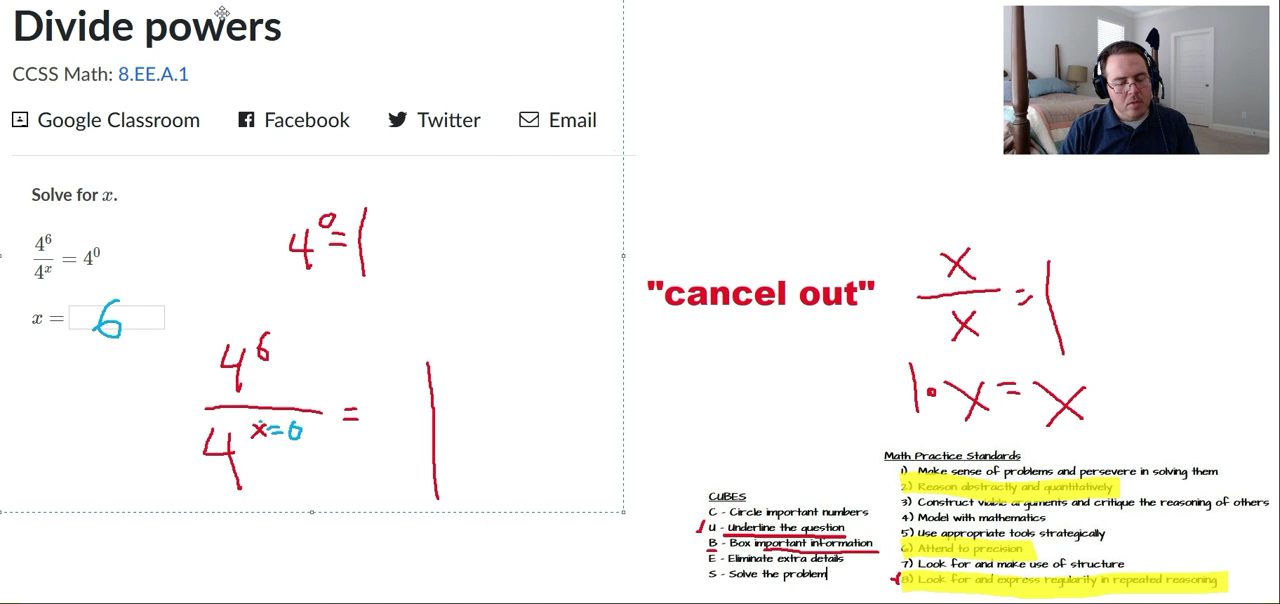 Divide powers
CCSS Math: 8.EE.A.1
Google Classroom Facebook Twitter Email
Solve for x.
4^6 / 4^x = 4^0
x = 6
4^0 = 1
4^6 / 4^x=6 = 1
"cancel out"
x / x = 1
1 • x = x
CUBES
C - Circle important numbers
U - Underline the question
B - Box important information
E - Eliminate extra details
S - Solve the problem
Math Practice Standards
1) Make sense of problems and persevere in solving them
2) Reason abstractly and quantitatively
3) Construct viable arguments and critique the reasoning of others
4) Model with mathematics
5) Use appropriate tools strategically
6) Attend to precision
7) Look for and make use of structure
8) Look for and express regularity in repeated reasoning